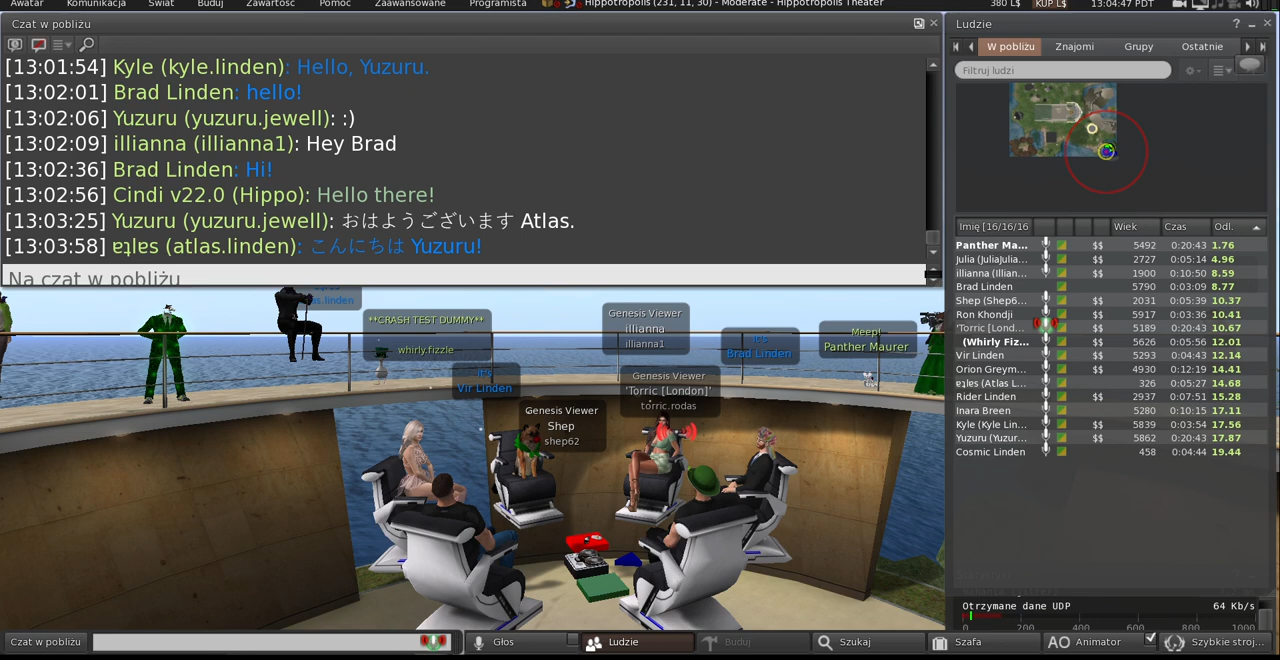 Awatar Komunikacja Świat Buduj Zawartość Pomoc Zaawansowane Programista Hippotropolis (231, 11, 30) - Moderate - Hippotropolis Theater 380 L$ KUP L$ 13:04:47 PDT
Czat w pobliżu
[13:01:54] Kyle (kyle.linden): Hello, Yuzuru.
[13:02:01] Brad Linden: hello!
[13:02:06] Yuzuru (yuzuru.jewell): :)
[13:02:09] illianna (illianna1): Hey Brad
[13:02:36] Brad Linden: Hi!
[13:02:56] Cindi v22.0 (Hippo): Hello there!
[13:03:25] Yuzuru (yuzuru.jewell): おはようございます Atlas.
[13:03:58] ɐʇlɐs (atlas.linden): こんにちは Yuzuru!
Na czat w pobliżu
as.linden
**CRASH TEST DUMMY**
whirly.fizzle
it's
Vir Linden
Genesis Viewer
illianna
illianna1
it's
Brad Linden
Meep!
Panther Maurer
Genesis Viewer
'Torric [London]'
torric.rodas
Genesis Viewer
Shep
shep62
Ludzie
W pobliżu Znajomi Grupy Ostatnie
Filtruj ludzi
Imię [16/16/16 Wiek Czas Odl.
Panther Ma... $$ 5492 0:20:43 1.76
Julia (JuliaJulia... $$ 2727 0:05:14 4.96
illianna (Illian... $$ 1900 0:10:50 8.59
Brad Linden 5790 0:03:09 8.77
Shep (Shep6... $$ 2031 0:05:39 10.37
Ron Khondji $$ 5917 0:03:36 10.41
'Torric [Lond... $$ 5189 0:20:43 10.67
(Whirly Fiz... $$ 5626 0:05:56 12.01
Vir Linden $$ 5293 0:04:43 12.14
Orion Greym... $$ 4930 0:12:19 14.41
ɐʇlɐs (Atlas L... 326 0:05:27 14.68
Rider Linden $$ 2937 0:07:51 15.28
Inara Breen 5280 0:10:15 17.11
Kyle (Kyle Lin... $$ 5839 0:03:54 17.56
Yuzuru (Yuzur... $$ 5862 0:20:43 17.87
Cosmic Linden 458 0:04:44 19.44
Otrzymane dane UDP 64 Kb/s
0 200 400 600 800 1000
Czat w pobliżu Głos Ludzie Buduj Szukaj Szafa AO Animator Szybkie stroj...